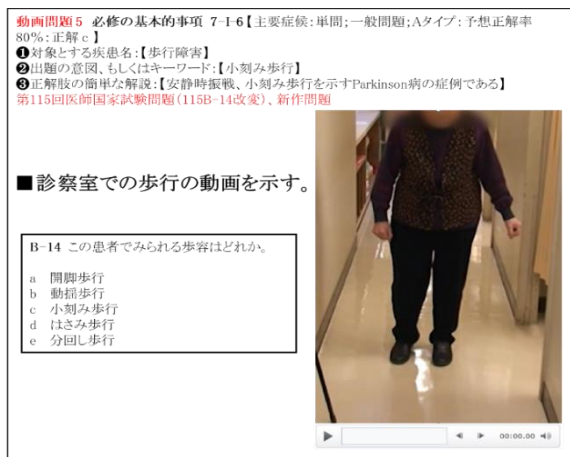 動画問題5 必修の基本的事項 7-I-6【主要症候:単問;一般問題;Aタイプ:予想正解率
80%:正解c 】
❶対象とする疾患名:【歩行障害】
❷出題の意図、もしくはキーワード:【小刻み歩行】
❸正解肢の簡単な解説:【安静時振戦、小刻み歩行を示すParkinson病の症例である】
第115回医師国家試験問題(115B-14改変)、新作問題
■診察室での歩行の動画を示す。
B-14 この患者でみられる歩容はどれか。
a 開脚歩行
b 動揺歩行
c 小刻み歩行
d はさみ歩行
e 分回し歩行
00:00.00